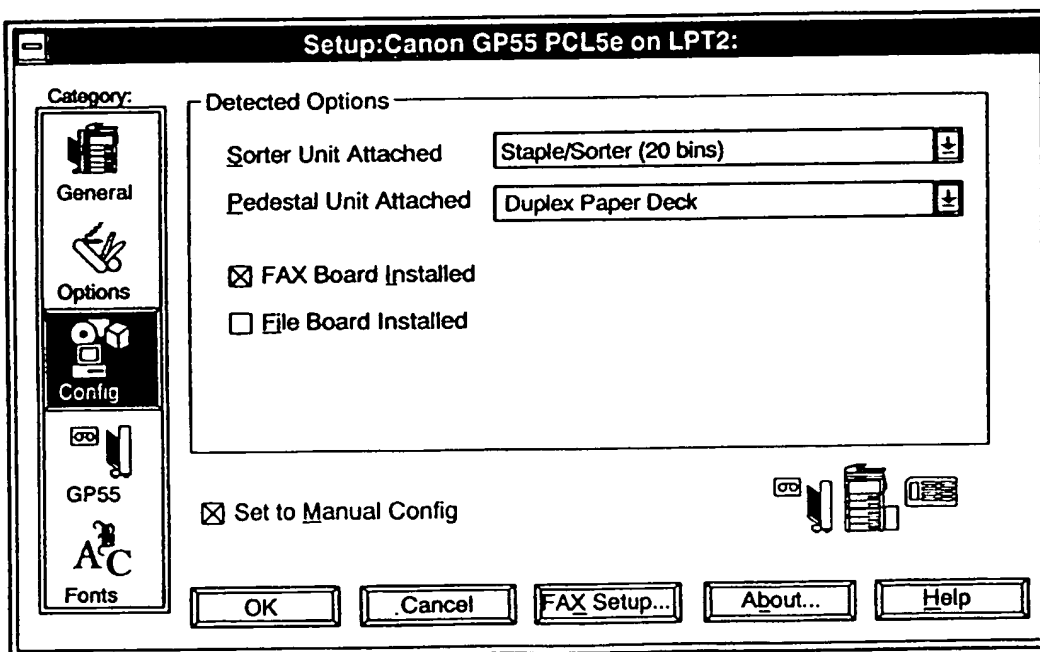 Setup:Canon GP55 PCL5e on LPT2:
Category:
General
Options
Config
GP55
ABC
Fonts
Detected Options
Sorter Unit Attached
Staple/Sorter (20 bins)
Pedestal Unit Attached
Duplex Paper Deck
FAX Board Installed
File Board Installed
Set to Manual Config
OK
Cancel
FAX Setup...
About...
Help